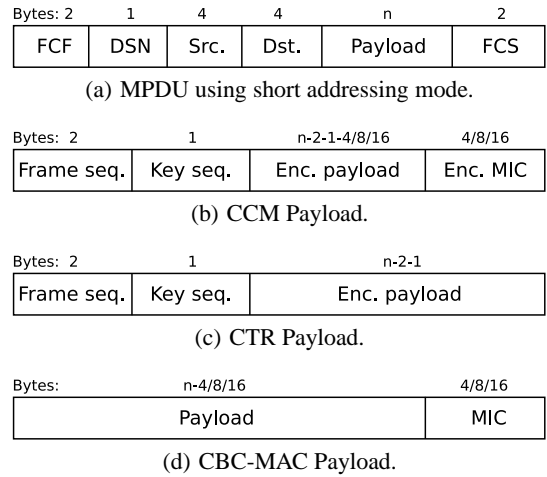 Bytes: 2 1 4 4 n 2
FCF DSN Src. Dst. Payload FCS
(a) MPDU using short addressing mode.
Bytes: 2 1 n-2-1-4/8/16 4/8/16
Frame seq. Key seq. Enc. payload Enc. MIC
(b) CCM Payload.
Bytes: 2 1 n-2-1
Frame seq. Key seq. Enc. payload
(c) CTR Payload.
Bytes: n-4/8/16 4/8/16
Payload MIC
(d) CBC-MAC Payload.